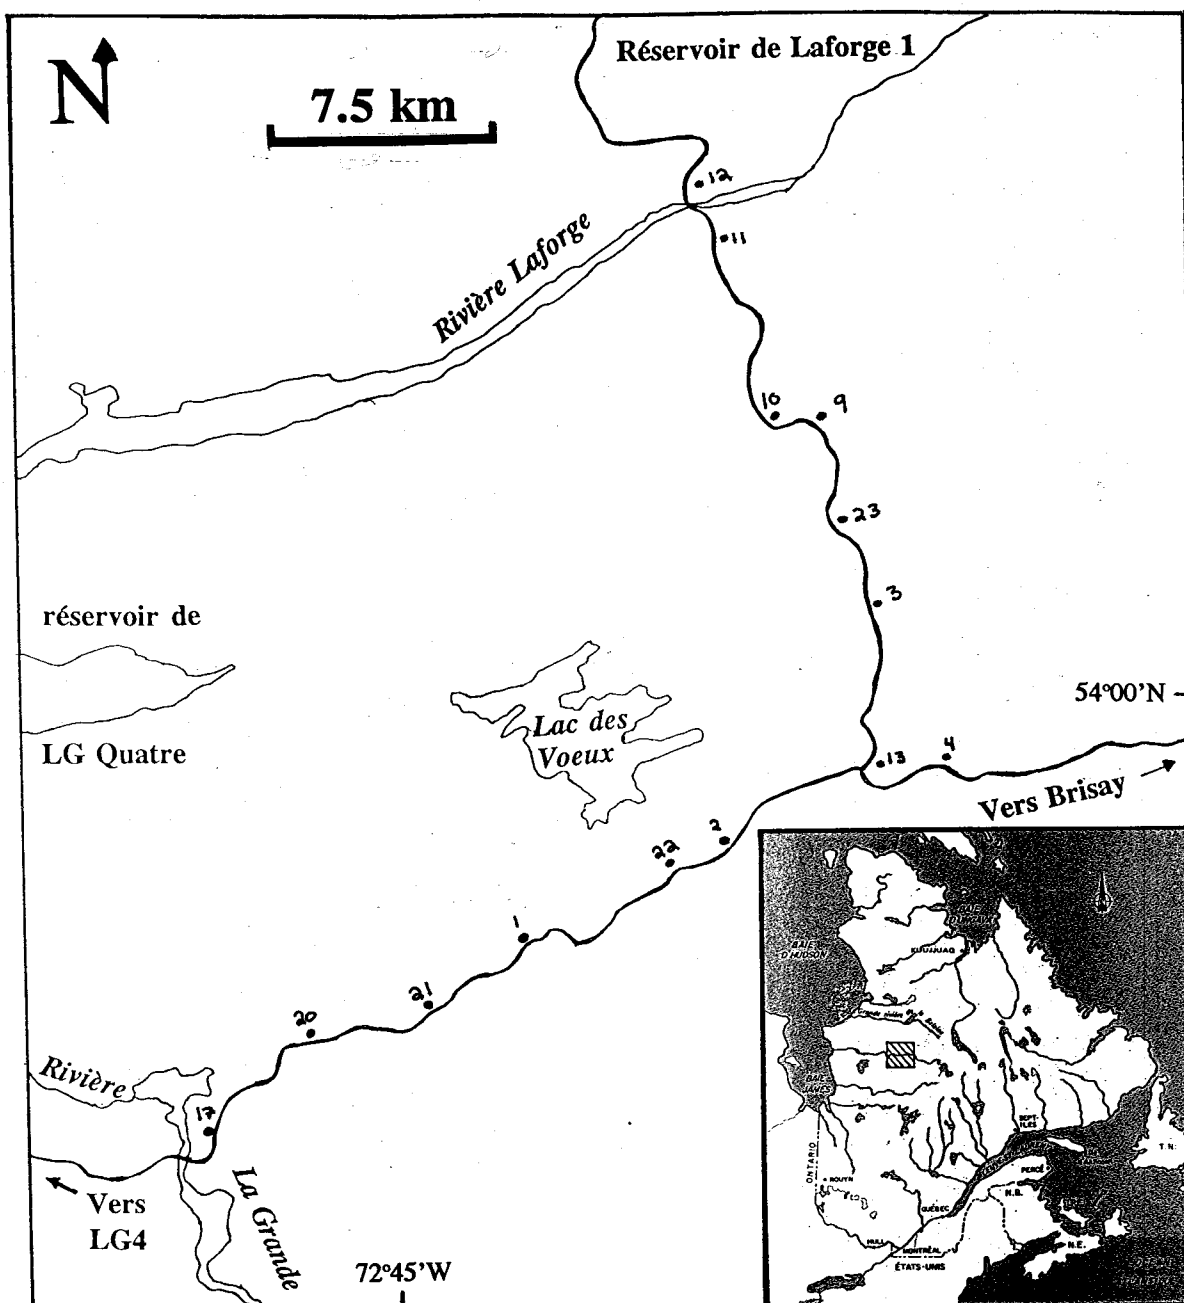 N
7.5 km
Réservoir de Laforge 1
12
Rivière Laforge
11
10
9
23
3
réservoir de
LG Quatre
Lac des
Voeux
54°00'N
13
4
Vers Brisay
2
22
1
21
20
17
Rivière
La Grande
Vers
LG4
72°45'W
BAIE
D'HUDSON
KUUJJUAQ
ONTARIO
ROUYN
HULL
MONTRÉAL
QUÉBEC
ÉTATS-UNIS
SEPT-
ILES
PERCÉ
N.B.
N.E.
T.N.